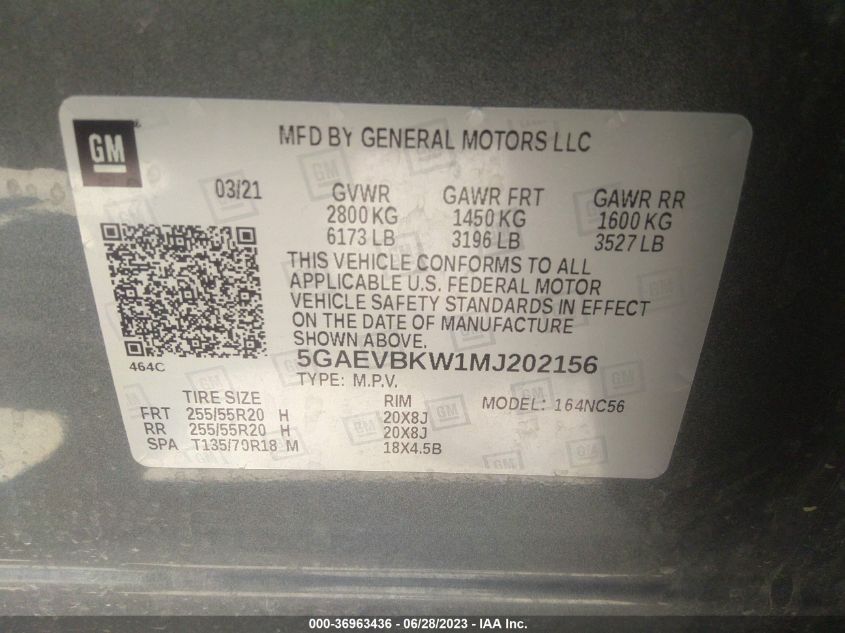 GM
MFD BY GENERAL MOTORS LLC
03/21 GVWR GAWR FRT GAWR RR
2800 KG 1450 KG 1600 KG
6173 LB 3196 LB 3527 LB
THIS VEHICLE CONFORMS TO ALL
APPLICABLE U.S. FEDERAL MOTOR
VEHICLE SAFETY STANDARDS IN EFFECT
ON THE DATE OF MANUFACTURE
SHOWN ABOVE.
464C
5GAEVBKW1MJ202156
TYPE: M.P.V.
TIRE SIZE RIM MODEL: 164NC56
FRT 255/55R20 H 20X8J
RR 255/55R20 H 20X8J
SPA T135/70R18 M 18X4.5B
000-36963436 - 06/28/2023 - IAA Inc.